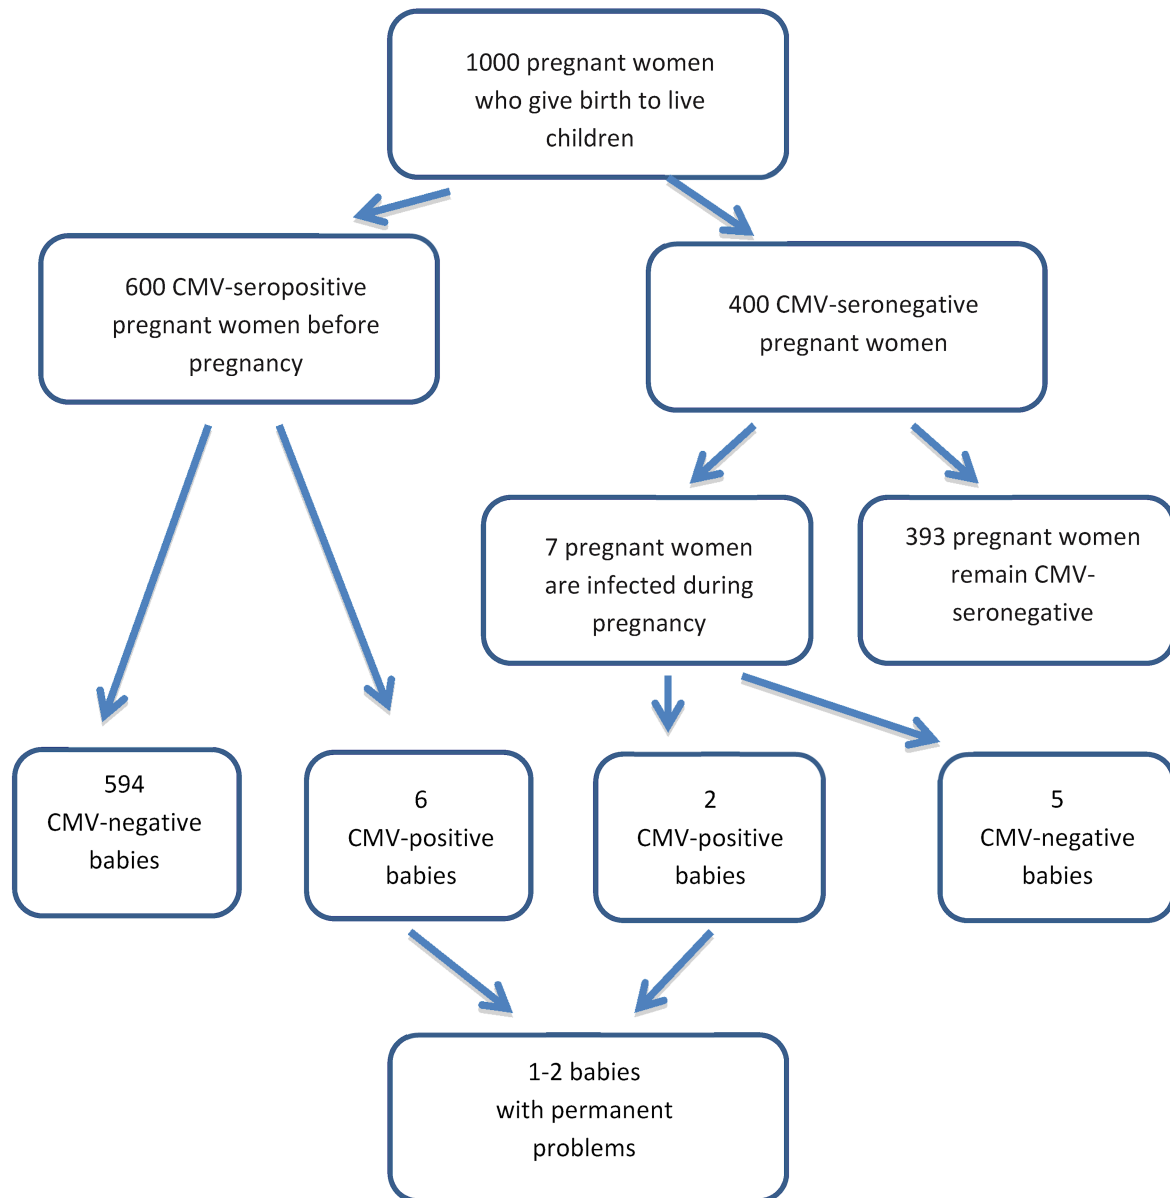 1000 pregnant women
who give birth to live
children
600 CMV-seropositive
pregnant women before
pregnancy
400 CMV-seronegative
pregnant women
7 pregnant women
are infected during
pregnancy
393 pregnant women
remain CMV-
seronegative
594
CMV-negative
babies
6
CMV-positive
babies
2
CMV-positive
babies
5
CMV-negative
babies
1-2 babies
with permanent
problems